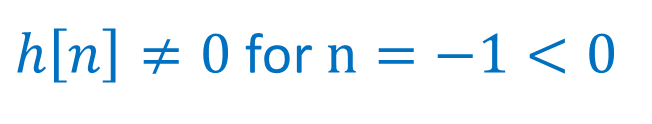 h[n] ≠ 0 for n = −1 < 0